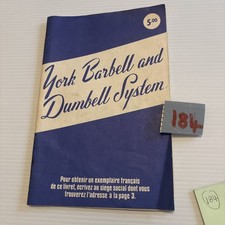 5.00
York Barbell and
Dumbell System
184
Pour obtenir un exemplaire français
de ce livret, écrivez au siège social dont vous
trouverez l'adresse à la page 3.
184